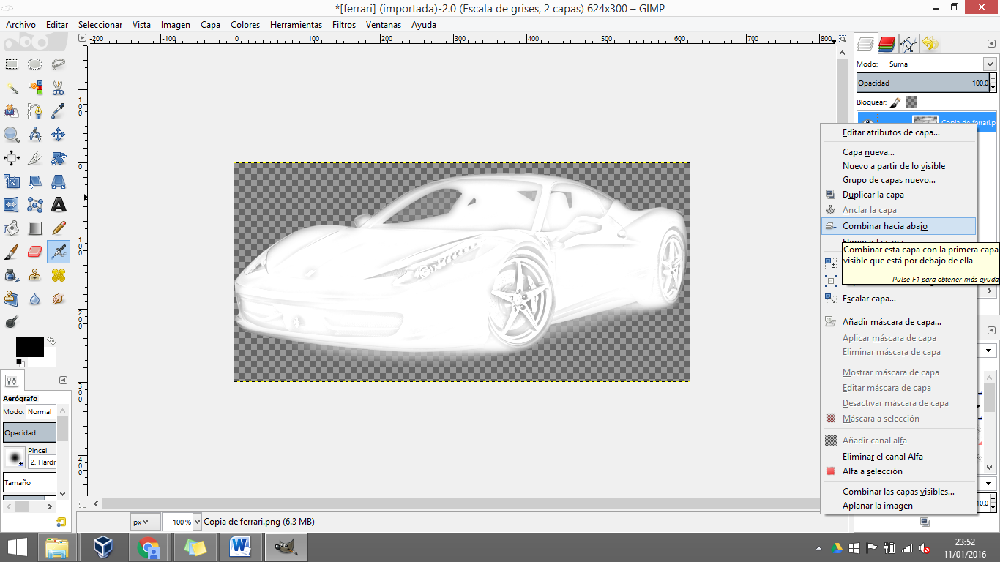 *[ferrari] (importada)-2.0 (Escala de grises, 2 capas) 624x300 – GIMP
Archivo Editar Seleccionar Vista Imagen Capa Colores Herramientas Filtros Ventanas Ayuda
-200 -100 0 100 200 300 400 500 600 700 800
-100
0
100
200
300
400
Modo: Suma
Opacidad 100.0
Bloquear:
Copia de ferrari.p
Editar atributos de capa...
Capa nueva...
Nuevo a partir de lo visible
Grupo de capas nuevo...
Duplicar la capa
Anclar la capa
Combinar hacia abajo
Eliminar la capa
Combinar esta capa con la primera capa
visible que está por debajo de ella
Pulse F1 para obtener más ayuda
Escalar capa...
Añadir máscara de capa...
Aplicar máscara de capa
Eliminar máscara de capa
Mostrar máscara de capa
Editar máscara de capa
Desactivar máscara de capa
Máscara a selección
Añadir canal alfa
Eliminar el canal Alfa
Alfa a selección
Combinar las capas visibles...
Aplanar la imagen
10.0
Aerógrafo
Modo: Normal
Opacidad
Pincel
2. Hardn
Tamaño
px 100 % Copia de ferrari.png (6.3 MB)
23:52
11/01/2016